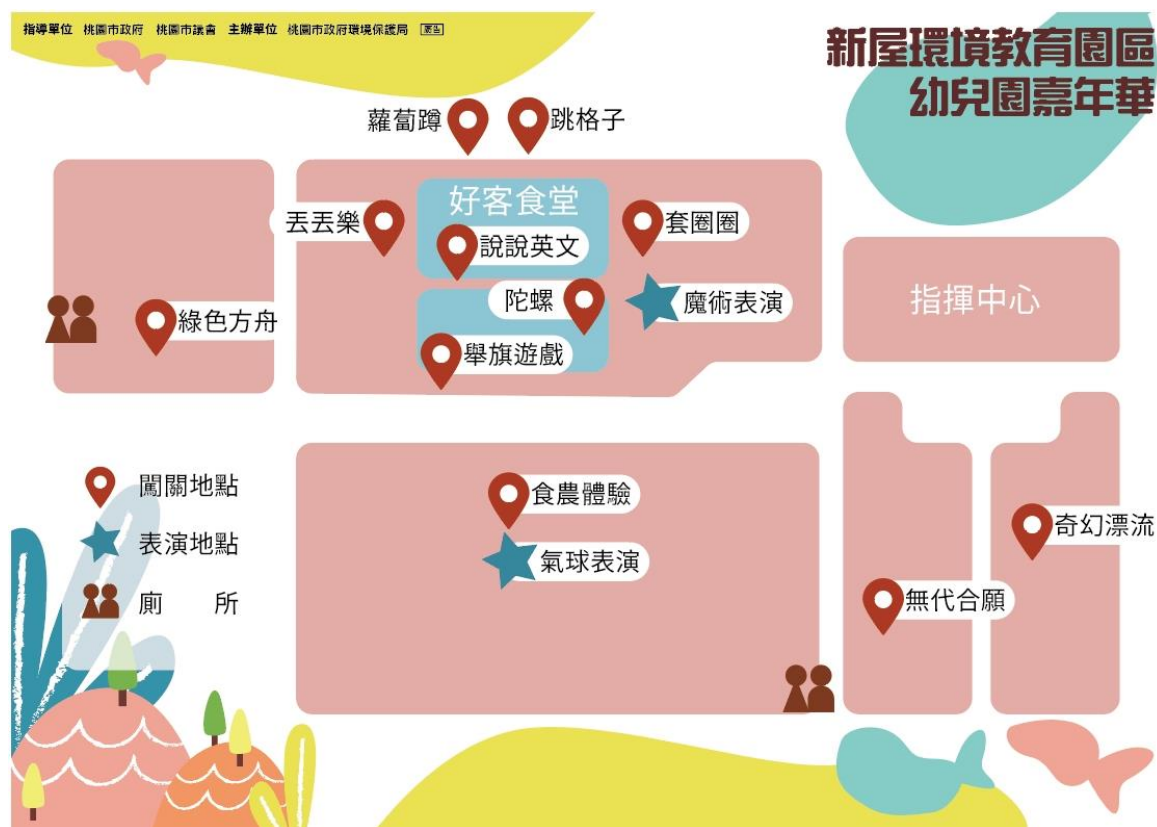 指導單位 桃園市政府 桃園市議會 主辦單位 桃園市政府環境保護局 廣告
新屋環境教育園區
幼兒園嘉年華
蘿蔔蹲
跳格子
好客食堂
丟丟樂
套圈圈
說說英文
陀螺
魔術表演
指揮中心
綠色方舟
舉旗遊戲
闖關地點
表演地點
廁 所
食農體驗
氣球表演
奇幻漂流
無代合願